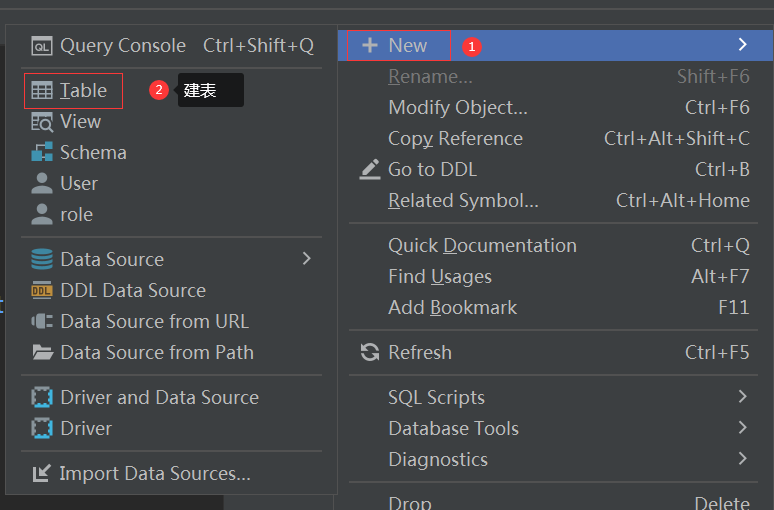 Query Console Ctrl+Shift+Q
Table 2 建表
View
Schema
User
role
Data Source
DDL Data Source
Data Source from URL
Data Source from Path
Driver and Data Source
Driver
Import Data Sources...
New 1
Rename... Shift+F6
Modify Object... Ctrl+F6
Copy Reference Ctrl+Alt+Shift+C
Go to DDL Ctrl+B
Related Symbol... Ctrl+Alt+Home
Quick Documentation Ctrl+Q
Find Usages Alt+F7
Add Bookmark F11
Refresh Ctrl+F5
SQL Scripts
Database Tools
Diagnostics
Drop Delete